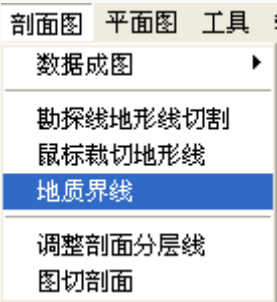 剖面图 平面图 工具
数据成图
勘探线地形线切割
鼠标裁切地形线
地质界线
调整剖面分层线
图切剖面